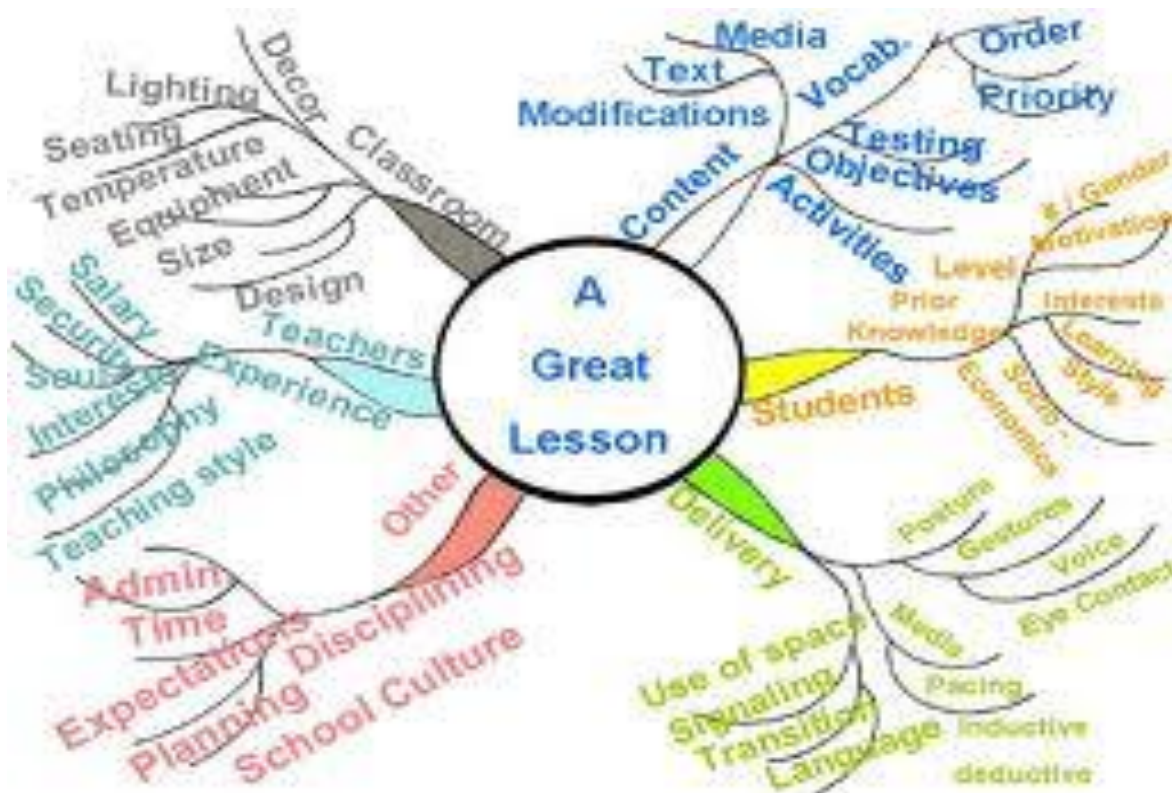 A
Great
Lesson
Classroom
Decor
Lighting
Seating
Temperature
Equipment
Size
Design
Content
Media
Text
Modifications
Vocab.
Order
Priority
Testing
Objectives
Activities
Students
/ Gender
Motivation
Level
Prior
Knowledge
Interests
Learning
Style
Socio -
Economics
Delivery
Posture
Gestures
Voice
Eye Contact
Media
Pacing
Inductive
deductive
Use of space
Signaling
Transition
Language
Other
Admin
Time
Expectations
Disciplining
Planning
School Culture
Teachers
Experience
Salary
Security
Interests
Philosophy
Teaching style